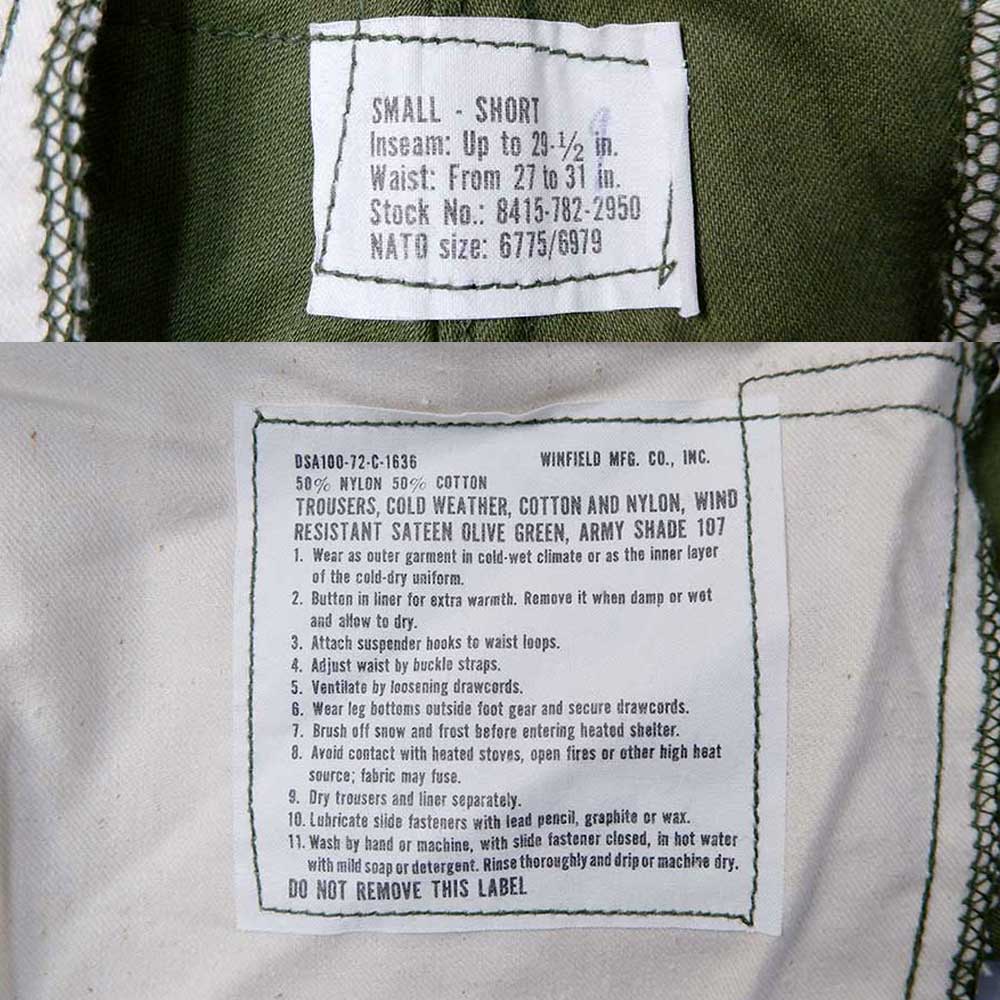 SMALL - SHORT
Inseam: Up to 29-1/2 in.
Waist: From 27 to 31 in.
Stock No.: 8415-782-2950
NATO size: 6775/6979
DSA100-72-C-1636 WINFIELD MFG. CO., INC.
50% NYLON 50% COTTON
TROUSERS, COLD WEATHER, COTTON AND NYLON, WIND
RESISTANT SATEEN OLIVE GREEN, ARMY SHADE 107
1. Wear as outer garment in cold-wet climate or as the inner layer
of the cold-dry uniform.
2. Button in liner for extra warmth. Remove it when damp or wet
and allow to dry.
3. Attach suspender hooks to waist loops.
4. Adjust waist by buckle straps.
5. Ventilate by loosening drawcords.
6. Wear leg bottoms outside foot gear and secure drawcords.
7. Brush off snow and frost before entering heated shelter.
8. Avoid contact with heated stoves, open fires or other high heat
source; fabric may fuse.
9. Dry trousers and liner separately.
10. Lubricate slide fasteners with lead pencil, graphite or wax.
11. Wash by hand or machine, with slide fastener closed, in hot water
with mild soap or detergent. Rinse thoroughly and drip or machine dry.
DO NOT REMOVE THIS LABEL